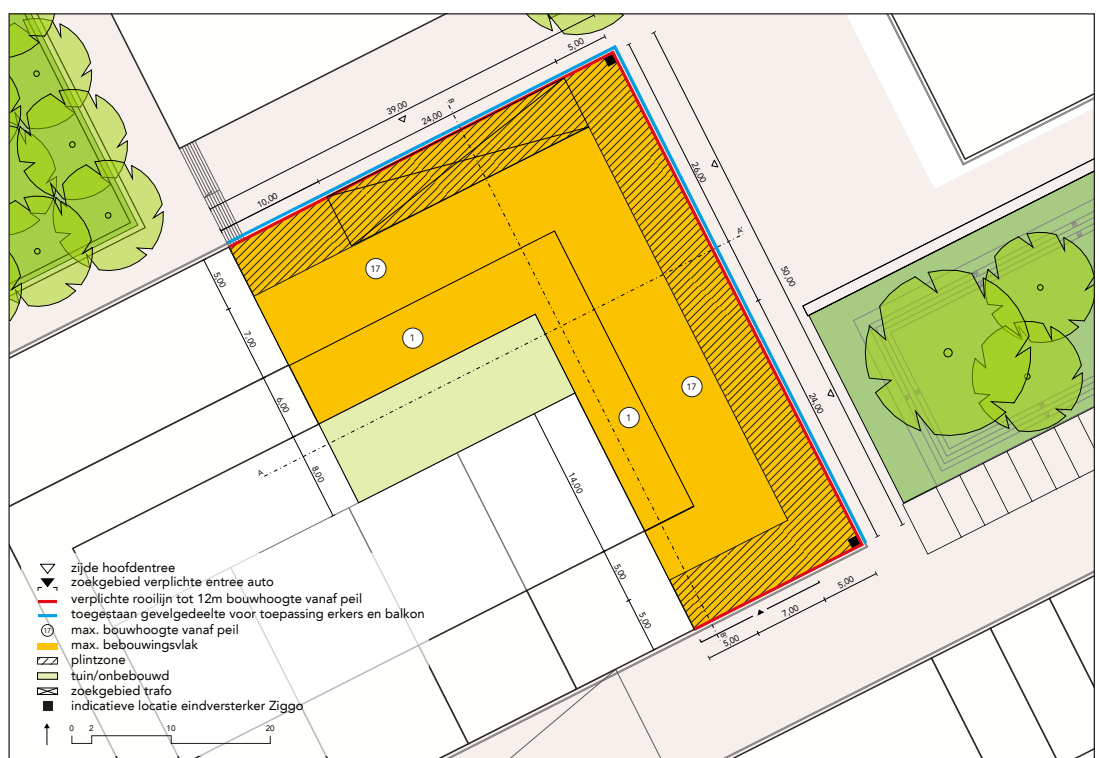 5,00
39,00
24,00
B
10,00
26,00
A'
5,00
17
50,00
7,00
1
17
24,00
6,00
1
A
8,00
14,00
5,00
5,00
5,00
7,00
B'
5,00
zijde hoofdentree
zoekgebied verplichte entree auto
verplichte rooilijn tot 12m bouwhoogte vanaf peil
toegestaan gevelgedeelte voor toepassing erkers en balkon
17 max. bouwhoogte vanaf peil
max. bebouwingsvlak
plintzone
tuin/onbebouwd
zoekgebied trafo
indicatieve locatie eindversterker Ziggo
0 2 10 20